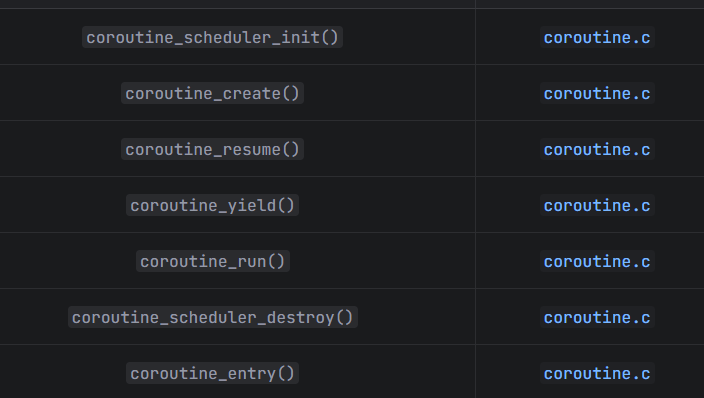 coroutine_scheduler_init() coroutine.c
coroutine_create() coroutine.c
coroutine_resume() coroutine.c
coroutine_yield() coroutine.c
coroutine_run() coroutine.c
coroutine_scheduler_destroy() coroutine.c
coroutine_entry() coroutine.c